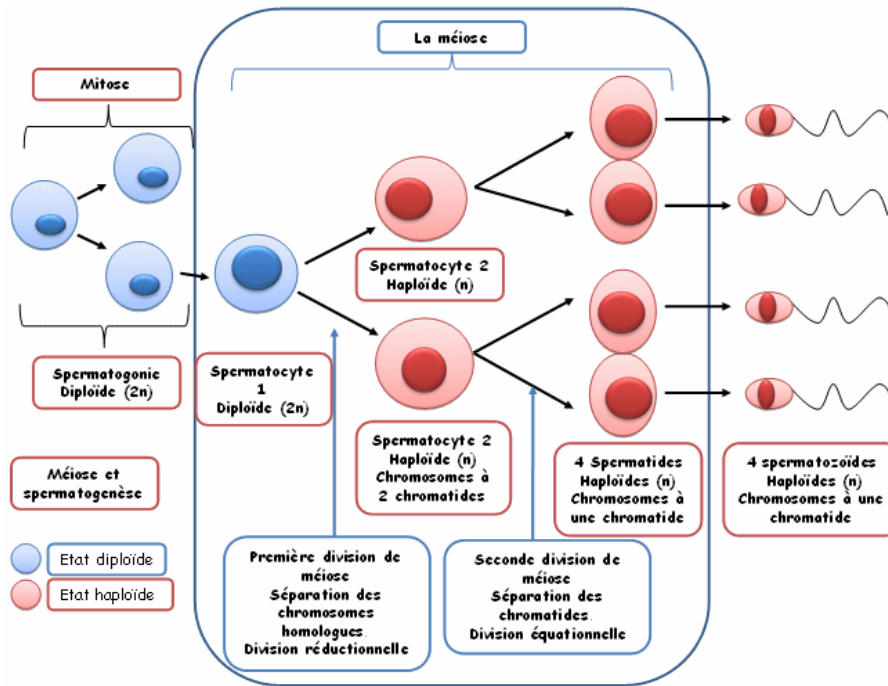 La méiose
Mitose
Spermatogonie
Diploïde (2n)
Spermatocyte
1
Diploïde (2n)
Spermatocyte 2
Haploïde (n)
Spermatocyte 2
Haploïde (n)
Chromosomes à
2 chromatides
4 Spermatides
Haploïdes (n)
Chromosomes à
une chromatide
4 spermatozoïdes
Haploïdes (n)
Chromosomes à une
chromatide
Méiose et
spermatogenèse
Etat diploïde
Etat haploïde
Première division de
méiose
Séparation des
chromosomes
homologues.
Division réductionnelle
Seconde division de
méiose
Séparation des
chromatides.
Division équationnelle